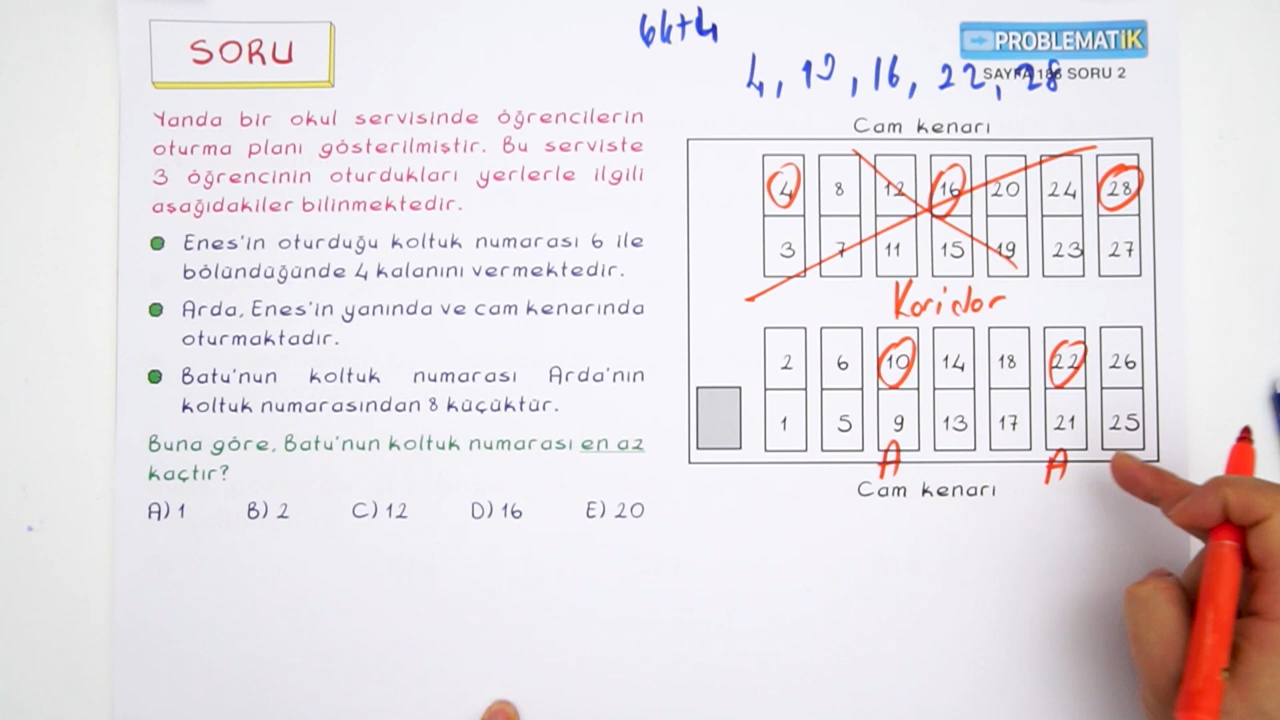 SORU
6k+4
PROBLEMATİK
SAYFA 186 SORU 2
4, 10, 16, 22, 28
Yanda bir okul servisinde öğrencilerin
oturma planı gösterilmiştir. Bu serviste
3 öğrencinin oturdukları yerlerle ilgili
aşağıdakiler bilinmektedir.
Enes'in oturduğu koltuk numarası 6 ile
bölündüğünde 4 kalanını vermektedir.
Arda, Enes'in yanında ve cam kenarında
oturmaktadır.
Batu'nun koltuk numarası Arda'nın
koltuk numarasından 8 küçüktür.
Buna göre, Batu'nun koltuk numarası en az
kaçtır?
A) 1 B) 2 C) 12 D) 16 E) 20
Cam kenarı
4 8 12 16 20 24 28
3 7 11 15 19 23 27
Koridor
2 6 10 14 18 22 26
1 5 9 13 17 21 25
A A
Cam kenarı